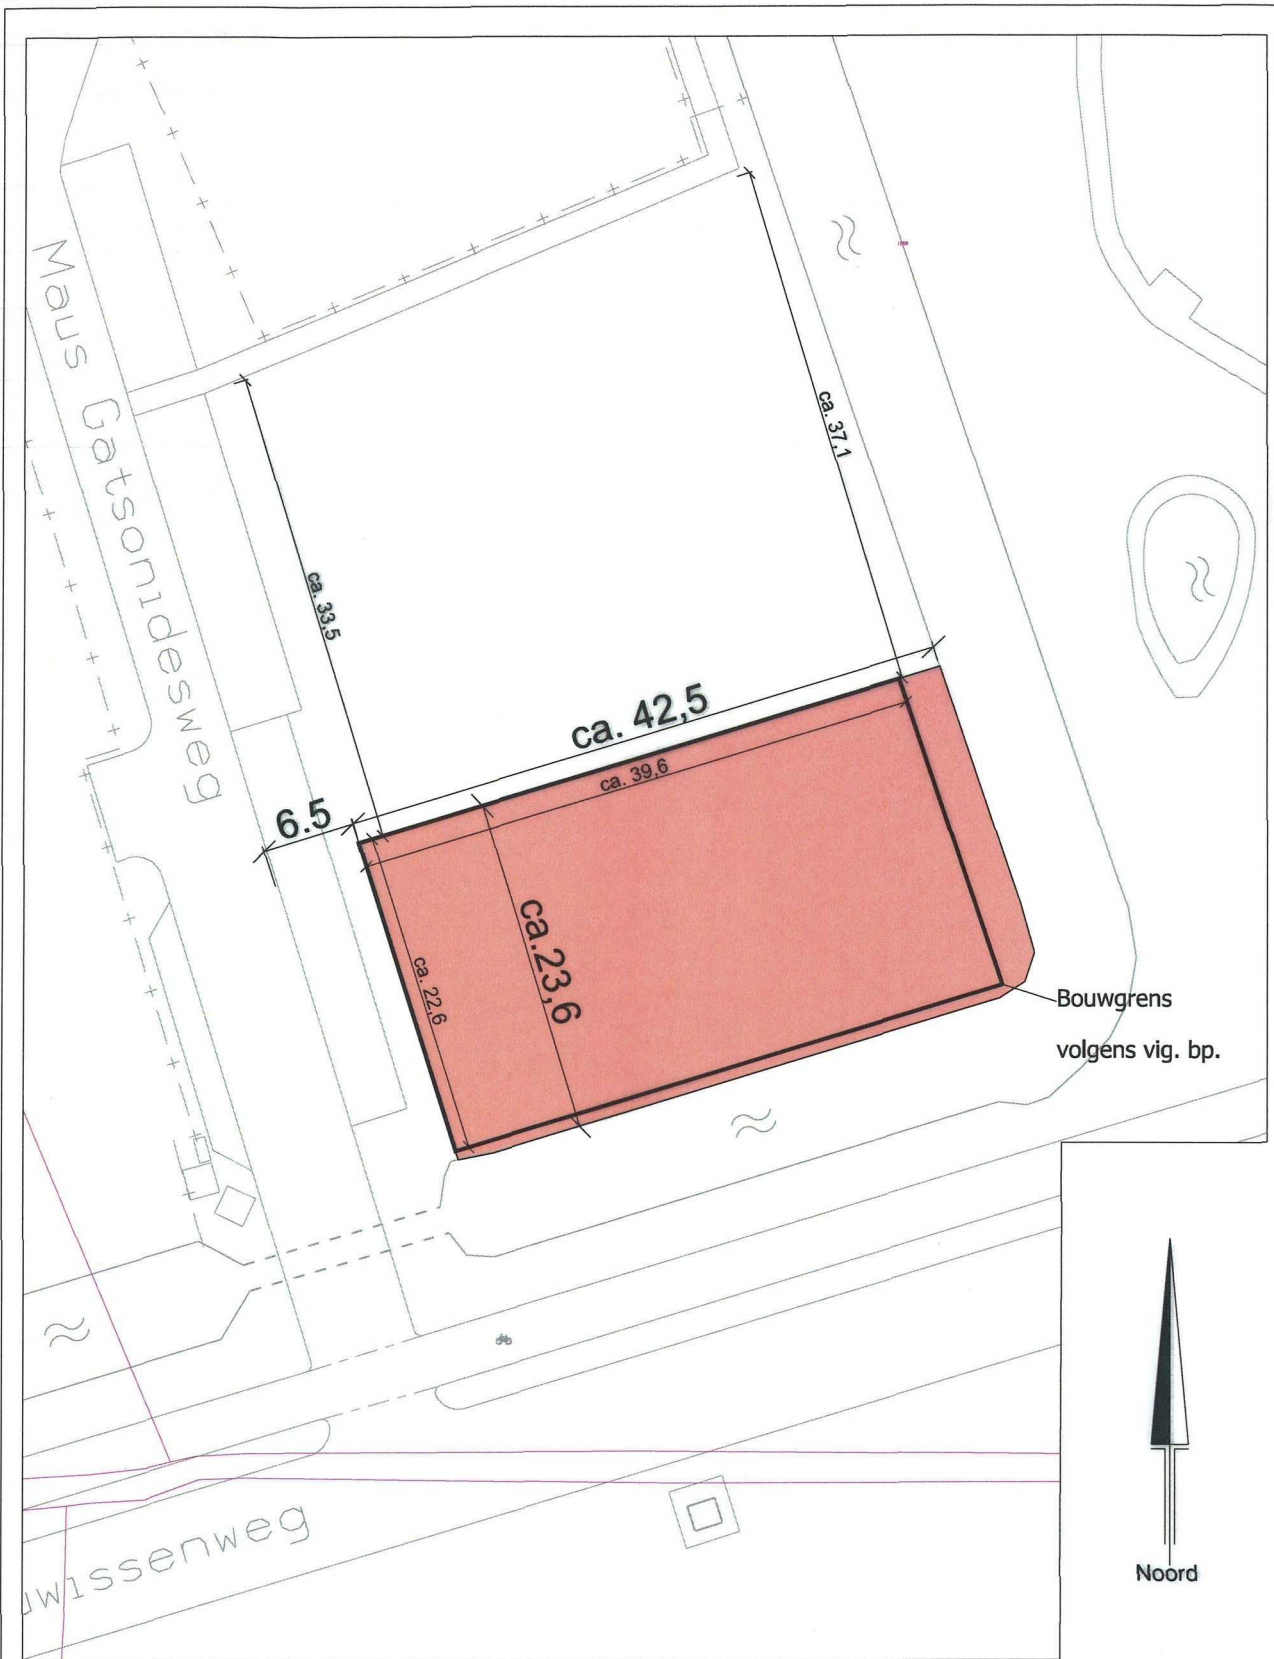 Maus Gatsonidesweg
ca. 37,1
ca. 33,5
ca. 42,5
ca. 39,6
6.5
ca.23,6
ca. 22,6
Bouwgrens
volgens vig. bp.
uwissenweg
Noord